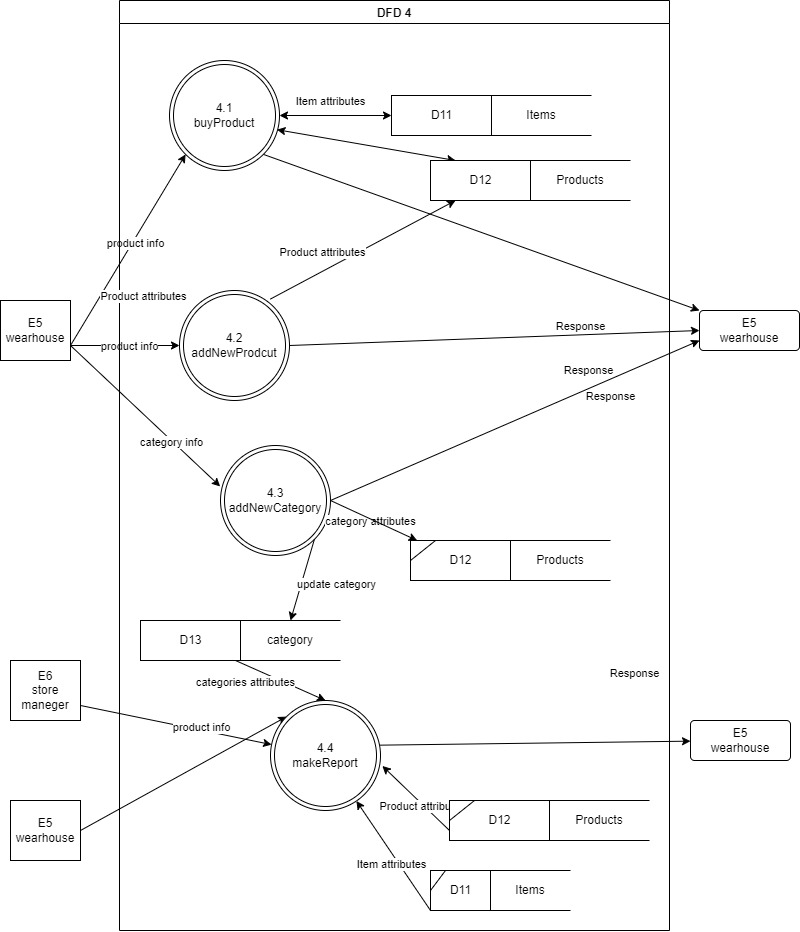 DFD 4
4.1
buyProduct
Item attributes
D11
Items
D12
Products
product info
Product attributes
Product attributes
E5
wearhouse
product info
4.2
addNewProdcut
Response
E5
wearhouse
Response
Response
category info
4.3
addNewCategory
category attributes
D12
Products
update category
D13
category
categories attributes
E6
store
maneger
product info
Response
4.4
makeReport
E5
wearhouse
E5
wearhouse
Product attribu
D12
Products
Item attributes
D11
Items